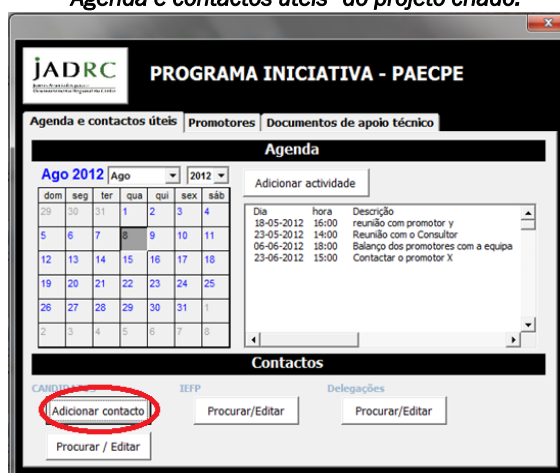 "Agenda e contactos úteis" do projeto criado.
JADRC
PROGRAMA INICIATIVA - PAECPE
Agenda e contactos úteis Promotores Documentos de apoio técnico
Agenda
Ago 2012 Ago 2012
Adicionar actividade
dom seg ter qua qui sex sáb
29 30 31 1 2 3 4
5 6 7 8 9 10 11
12 13 14 15 16 17 18
19 20 21 22 23 24 25
26 27 28 29 30 31 1
2 3 4 5 6 7 8
Dia hora Descrição
18-05-2012 16:00 reunião com promotor y
23-05-2012 14:00 Reunião com o Consultor
06-06-2012 18:00 Balanço dos promotores com a equipa
23-06-2012 15:00 Contactar o promotor X
Contactos
CANDIDATOS IEFP Delegações
Adicionar contacto Procurar/Editar Procurar/Editar
Procurar / Editar